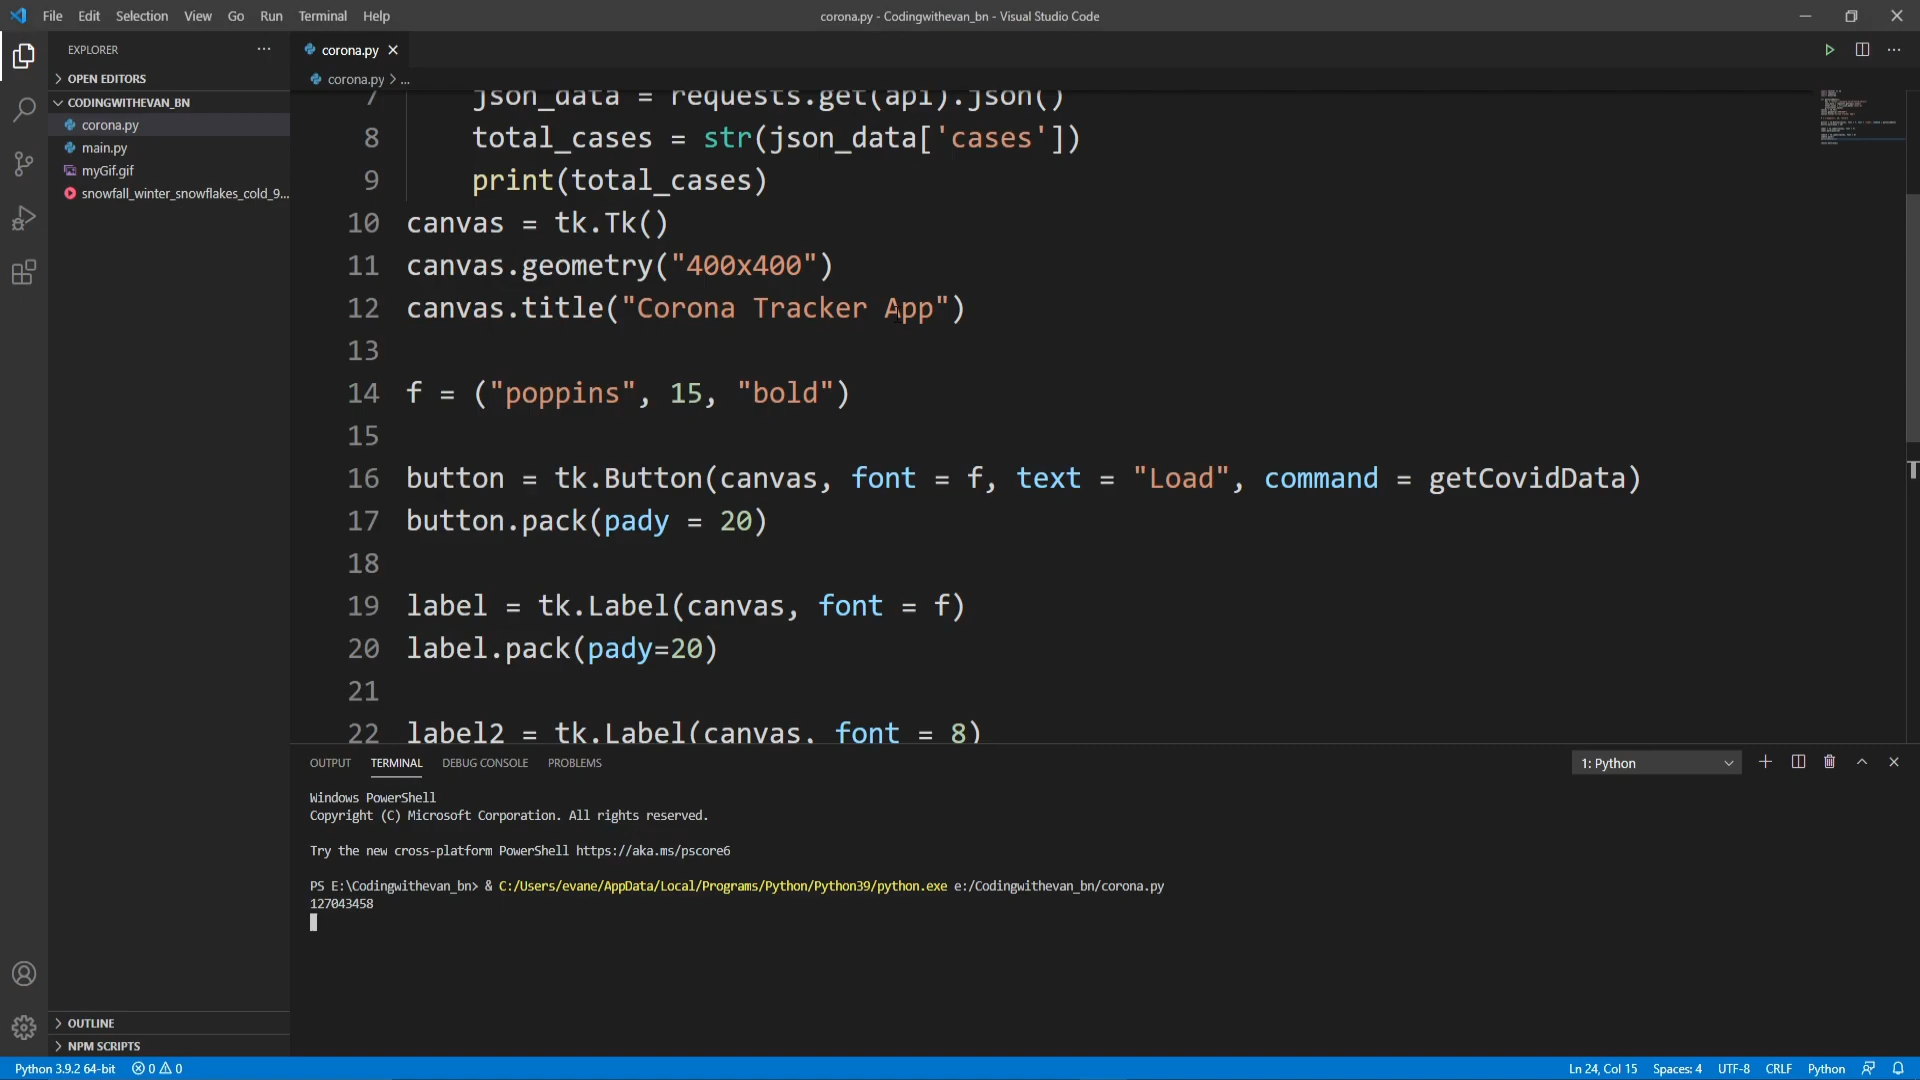 File Edit Selection View Go Run Terminal Help
corona.py - Codingwithevan_bn - Visual Studio Code
EXPLORER
OPEN EDITORS
CODINGWITHEVAN_BN
corona.py
main.py
myGif.gif
snowfall_winter_snowflakes_cold_9...
OUTLINE
NPM SCRIPTS
corona.py
corona.py > ...
7 json_data = requests.get(api).json()
8 total_cases = str(json_data['cases'])
9 print(total_cases)
10 canvas = tk.Tk()
11 canvas.geometry("400x400")
12 canvas.title("Corona Tracker App")
13
14 f = ("poppins", 15, "bold")
15
16 button = tk.Button(canvas, font = f, text = "Load", command = getCovidData)
17 button.pack(pady = 20)
18
19 label = tk.Label(canvas, font = f)
20 label.pack(pady=20)
21
22 label2 = tk.Label(canvas, font = 8)
OUTPUT TERMINAL DEBUG CONSOLE PROBLEMS
1: Python
Windows PowerShell
Copyright (C) Microsoft Corporation. All rights reserved.
Try the new cross-platform PowerShell https://aka.ms/pscore6
PS E:\Codingwithevan_bn> & C:/Users/evane/AppData/Local/Programs/Python/Python39/python.exe e:/Codingwithevan_bn/corona.py
127043458
Python 3.9.2 64-bit 0 0
Ln 24, Col 15 Spaces: 4 UTF-8 CRLF Python